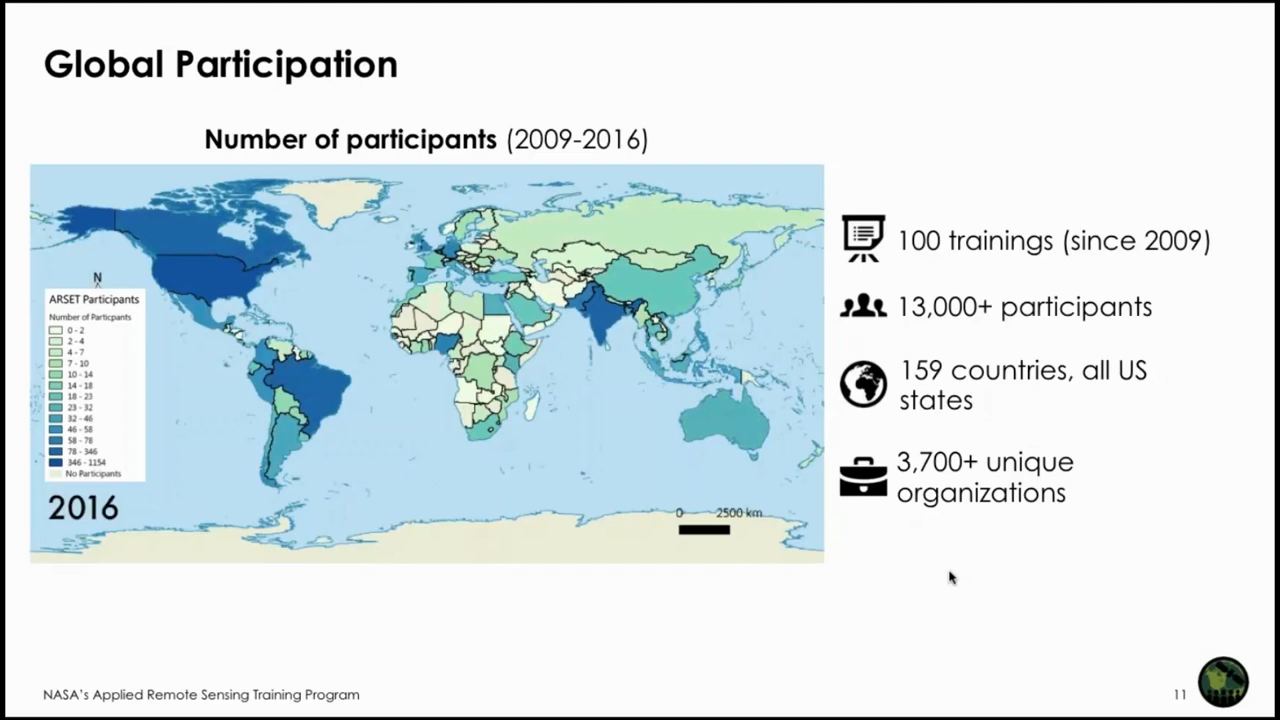 Global Participation
Number of participants (2009-2016)
N
ARSET Participants
Number of Particpants
0 - 2
2 - 4
4 - 7
7 - 10
10 - 14
14 - 18
18 - 23
23 - 32
32 - 46
46 - 58
58 - 78
78 - 346
346 - 1154
No Participants
2016
0 2500 km
100 trainings (since 2009)
13,000+ participants
159 countries, all US
states
3,700+ unique
organizations
NASA's Applied Remote Sensing Training Program
11